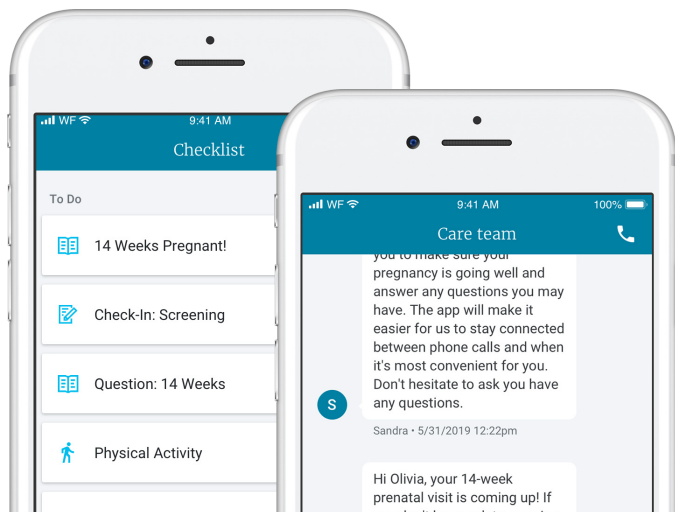 WF
9:41 AM
Checklist
To Do
14 Weeks Pregnant!
Check-In: Screening
Question: 14 Weeks
Physical Activity
WF
9:41 AM
100%
Care team
you to make sure your
pregnancy is going well and
answer any questions you may
have. The app will make it
easier for us to stay connected
between phone calls and when
it's most convenient for you.
Don't hesitate to ask you have
any questions.
S
Sandra • 5/31/2019 12:22pm
Hi Olivia, your 14-week
prenatal visit is coming up! If